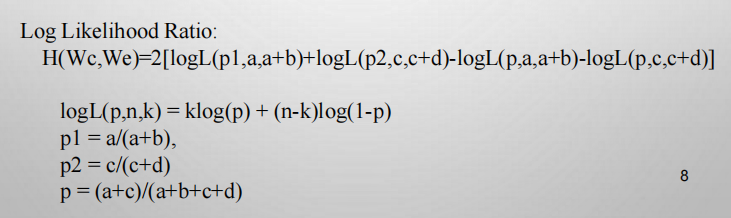 Log Likelihood Ratio:
H(Wc,We)=2[logL(p1,a,a+b)+logL(p2,c,c+d)-logL(p,a,a+b)-logL(p,c,c+d)]
logL(p,n,k) = klog(p) + (n-k)log(1-p)
p1 = a/(a+b),
p2 = c/(c+d)
p = (a+c)/(a+b+c+d)
8